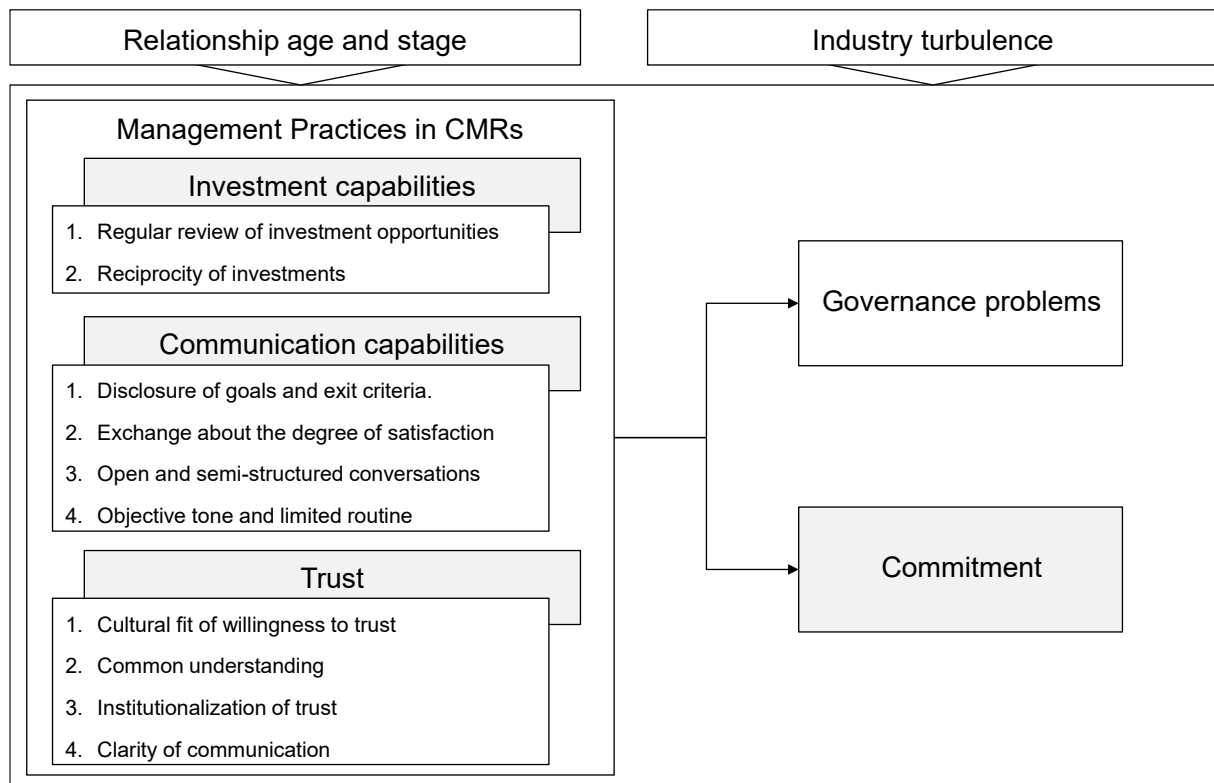 Relationship age and stage
Industry turbulence
Management Practices in CMRs
Investment capabilities
1. Regular review of investment opportunities
2. Reciprocity of investments
Communication capabilities
1. Disclosure of goals and exit criteria.
2. Exchange about the degree of satisfaction
3. Open and semi-structured conversations
4. Objective tone and limited routine
Trust
1. Cultural fit of willingness to trust
2. Common understanding
3. Institutionalization of trust
4. Clarity of communication
Governance problems
Commitment